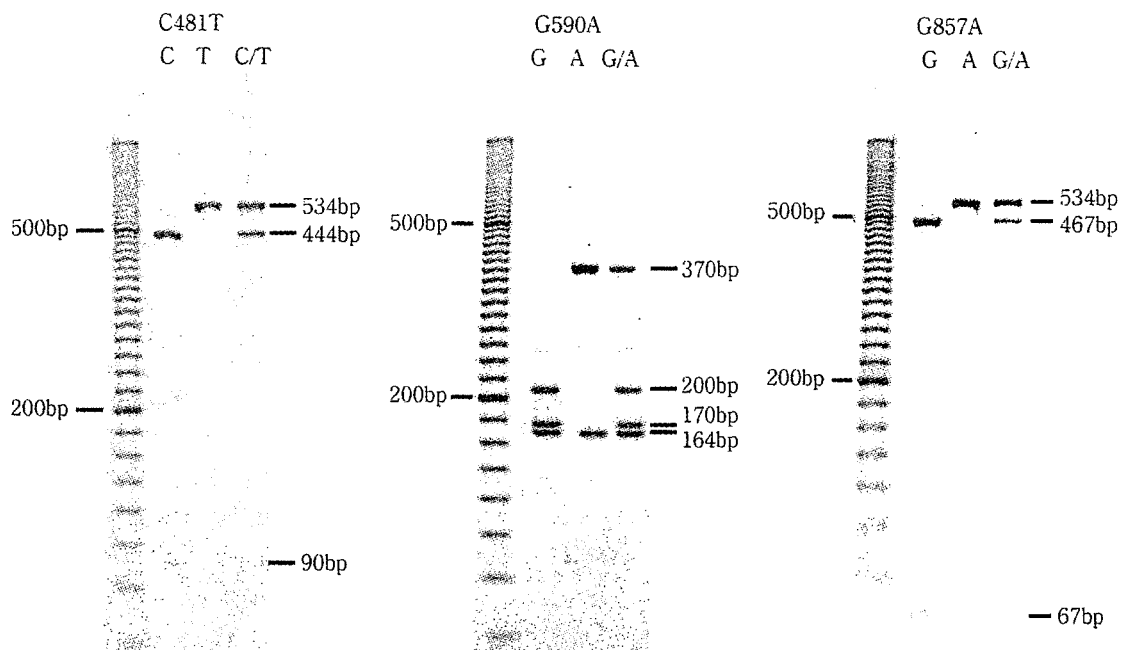 C481T
C T C/T
500bp
534bp
444bp
200bp
90bp
G590A
G A G/A
500bp
370bp
200bp
200bp
170bp
164bp
G857A
G A G/A
500bp
534bp
467bp
200bp
67bp